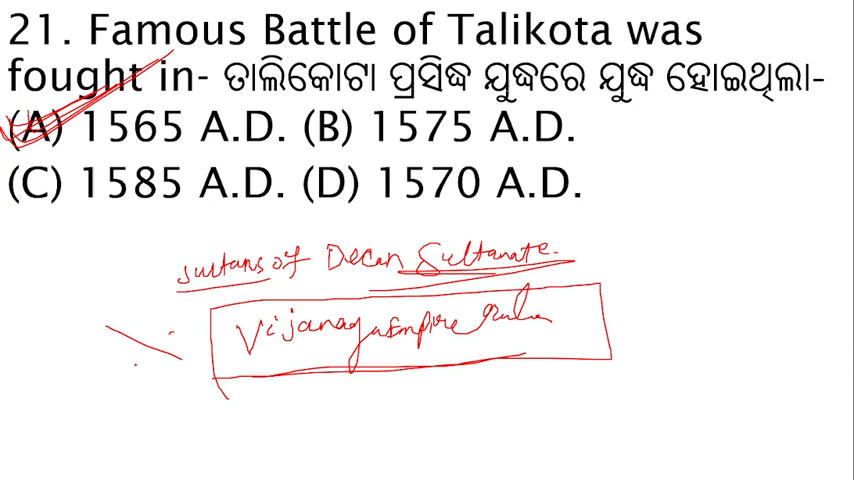 21. Famous Battle of Talikota was
fought in- ତାଲିକୋଟା ପ୍ରସିଦ୍ଧ ଯୁଦ୍ଧରେ ଯୁଦ୍ଧ ହୋଇଥିଲା-
(A) 1565 A.D. (B) 1575 A.D.
(C) 1585 A.D. (D) 1570 A.D.
sultans of Deccan Sultanate.
Vijanagar Empire